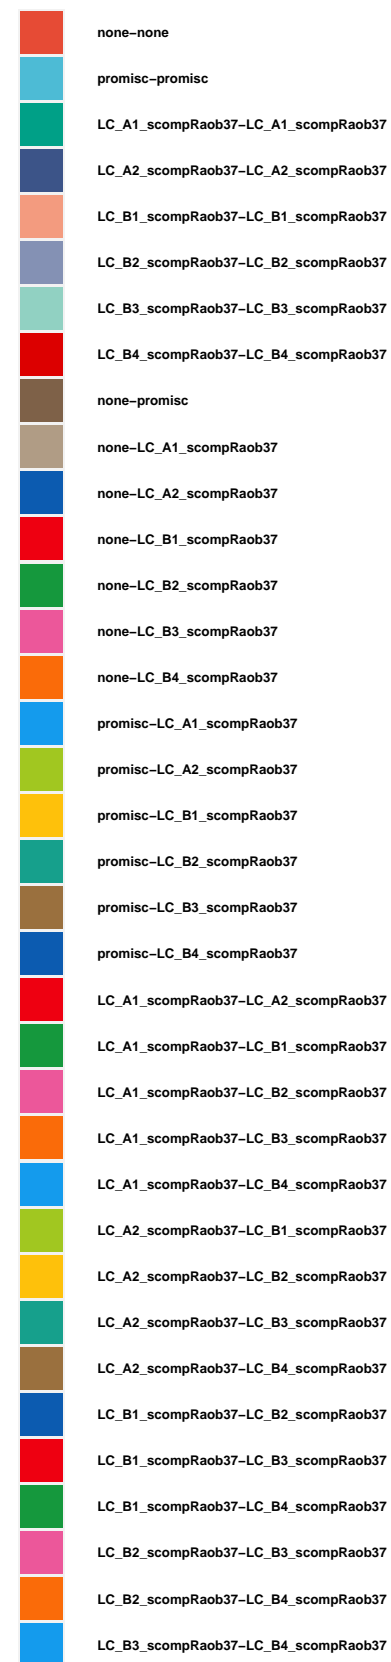 none–none
promisc–promisc
LC_A1_scompRaob37–LC_A1_scompRaob37
LC_A2_scompRaob37–LC_A2_scompRaob37
LC_B1_scompRaob37–LC_B1_scompRaob37
LC_B2_scompRaob37–LC_B2_scompRaob37
LC_B3_scompRaob37–LC_B3_scompRaob37
LC_B4_scompRaob37–LC_B4_scompRaob37
none–promisc
none–LC_A1_scompRaob37
none–LC_A2_scompRaob37
none–LC_B1_scompRaob37
none–LC_B2_scompRaob37
none–LC_B3_scompRaob37
none–LC_B4_scompRaob37
promisc–LC_A1_scompRaob37
promisc–LC_A2_scompRaob37
promisc–LC_B1_scompRaob37
promisc–LC_B2_scompRaob37
promisc–LC_B3_scompRaob37
promisc–LC_B4_scompRaob37
LC_A1_scompRaob37–LC_A2_scompRaob37
LC_A1_scompRaob37–LC_B1_scompRaob37
LC_A1_scompRaob37–LC_B2_scompRaob37
LC_A1_scompRaob37–LC_B3_scompRaob37
LC_A1_scompRaob37–LC_B4_scompRaob37
LC_A2_scompRaob37–LC_B1_scompRaob37
LC_A2_scompRaob37–LC_B2_scompRaob37
LC_A2_scompRaob37–LC_B3_scompRaob37
LC_A2_scompRaob37–LC_B4_scompRaob37
LC_B1_scompRaob37–LC_B2_scompRaob37
LC_B1_scompRaob37–LC_B3_scompRaob37
LC_B1_scompRaob37–LC_B4_scompRaob37
LC_B2_scompRaob37–LC_B3_scompRaob37
LC_B2_scompRaob37–LC_B4_scompRaob37
LC_B3_scompRaob37–LC_B4_scompRaob37